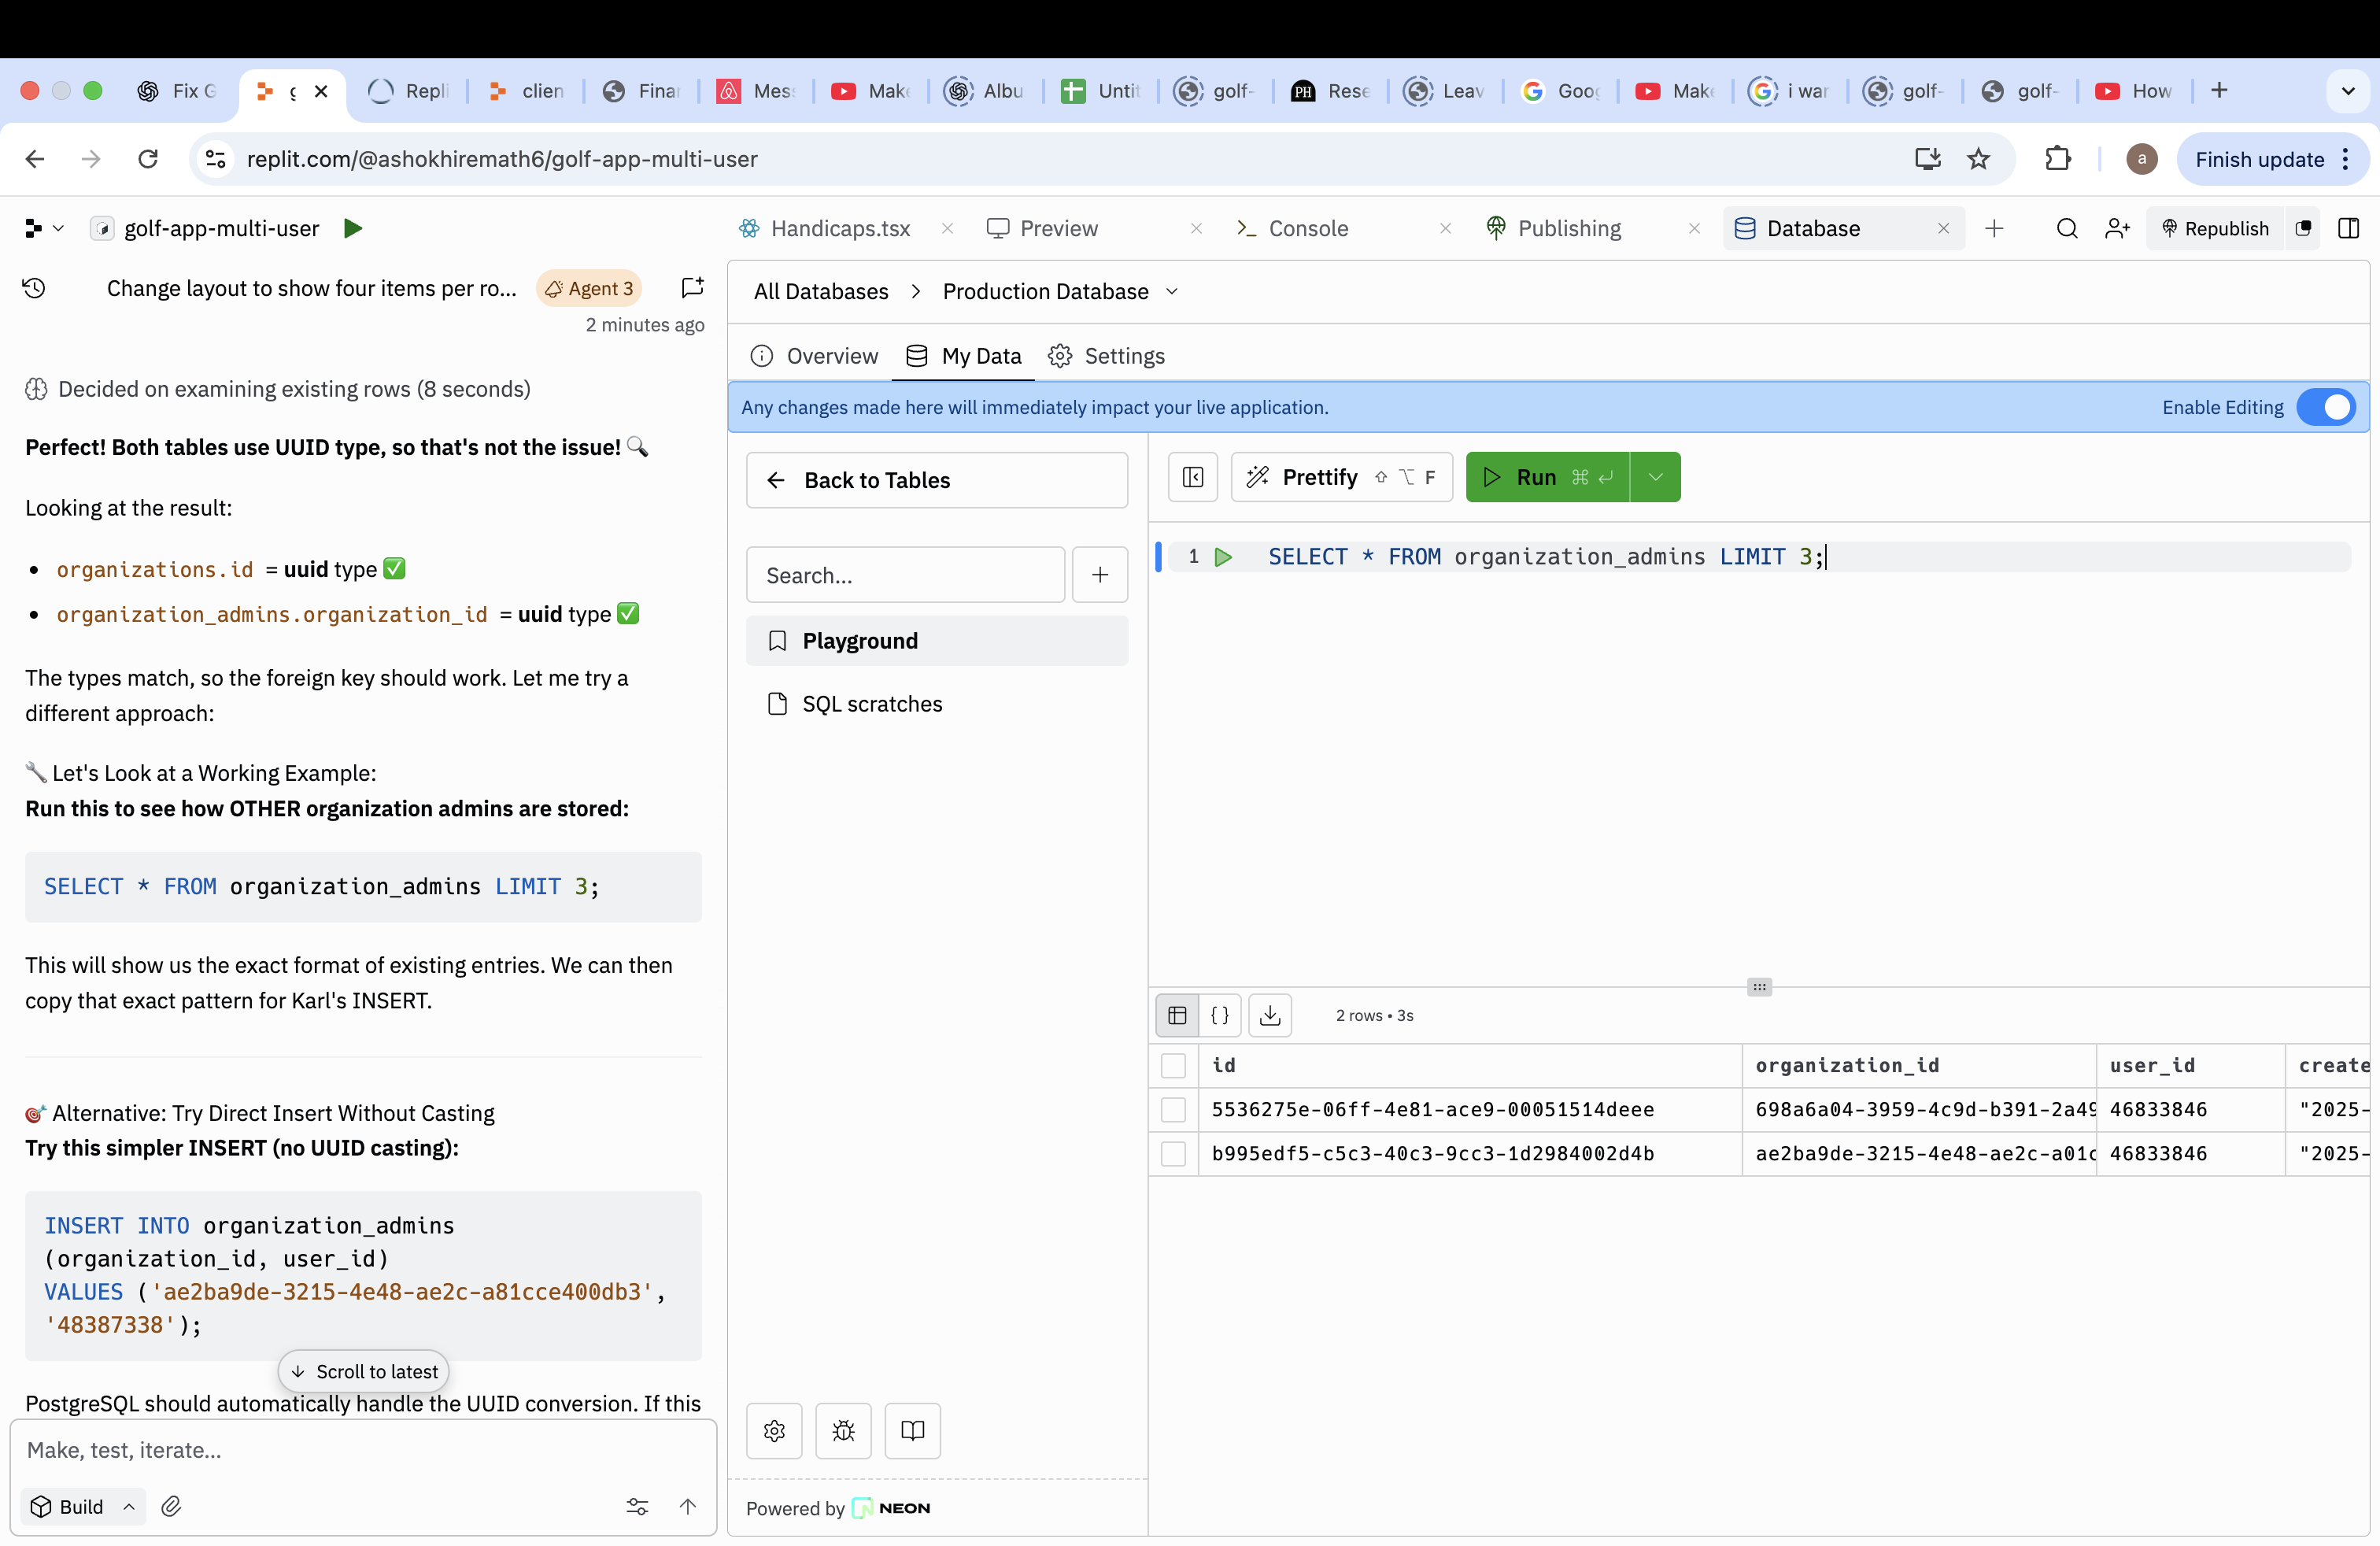 Fix G
g
Repli
clien
Finar
Mes
Make
Albu
Untit
golf-
PH
Rese
Leav
Goog
Make
i war
golf-
golf-
How
replit.com/@ashokhiremath6/golf-app-multi-user
a
Finish update
golf-app-multi-user
Handicaps.tsx
Preview
Console
Publishing
Database
Republish
Change layout to show four items per ro...
Agent 3
2 minutes ago
Decided on examining existing rows (8 seconds)
Perfect! Both tables use UUID type, so that's not the issue! 🔍
Looking at the result:
• organizations.id = uuid type ✅
• organization_admins.organization_id = uuid type ✅
The types match, so the foreign key should work. Let me try a
different approach:
🔧 Let's Look at a Working Example:
Run this to see how OTHER organization admins are stored:
SELECT * FROM organization_admins LIMIT 3;
This will show us the exact format of existing entries. We can then
copy that exact pattern for Karl's INSERT.
🎯 Alternative: Try Direct Insert Without Casting
Try this simpler INSERT (no UUID casting):
INSERT INTO organization_admins
(organization_id, user_id)
VALUES ('ae2ba9de-3215-4e48-ae2c-a81cce400db3',
'48387338');
Scroll to latest
PostgreSQL should automatically handle the UUID conversion. If this
Make, test, iterate...
Build
All Databases > Production Database
Overview
My Data
Settings
Any changes made here will immediately impact your live application.
Enable Editing
Back to Tables
Search...
Playground
SQL scratches
Powered by NEON
Prettify ⇧ ⌥ F
Run ⌘ ↵
1 SELECT * FROM organization_admins LIMIT 3;
2 rows • 3s
id organization_id user_id create
5536275e-06ff-4e81-ace9-00051514deee 698a6a04-3959-4c9d-b391-2a49 46833846 "2025-
b995edf5-c5c3-40c3-9cc3-1d2984002d4b ae2ba9de-3215-4e48-ae2c-a01c 46833846 "2025-